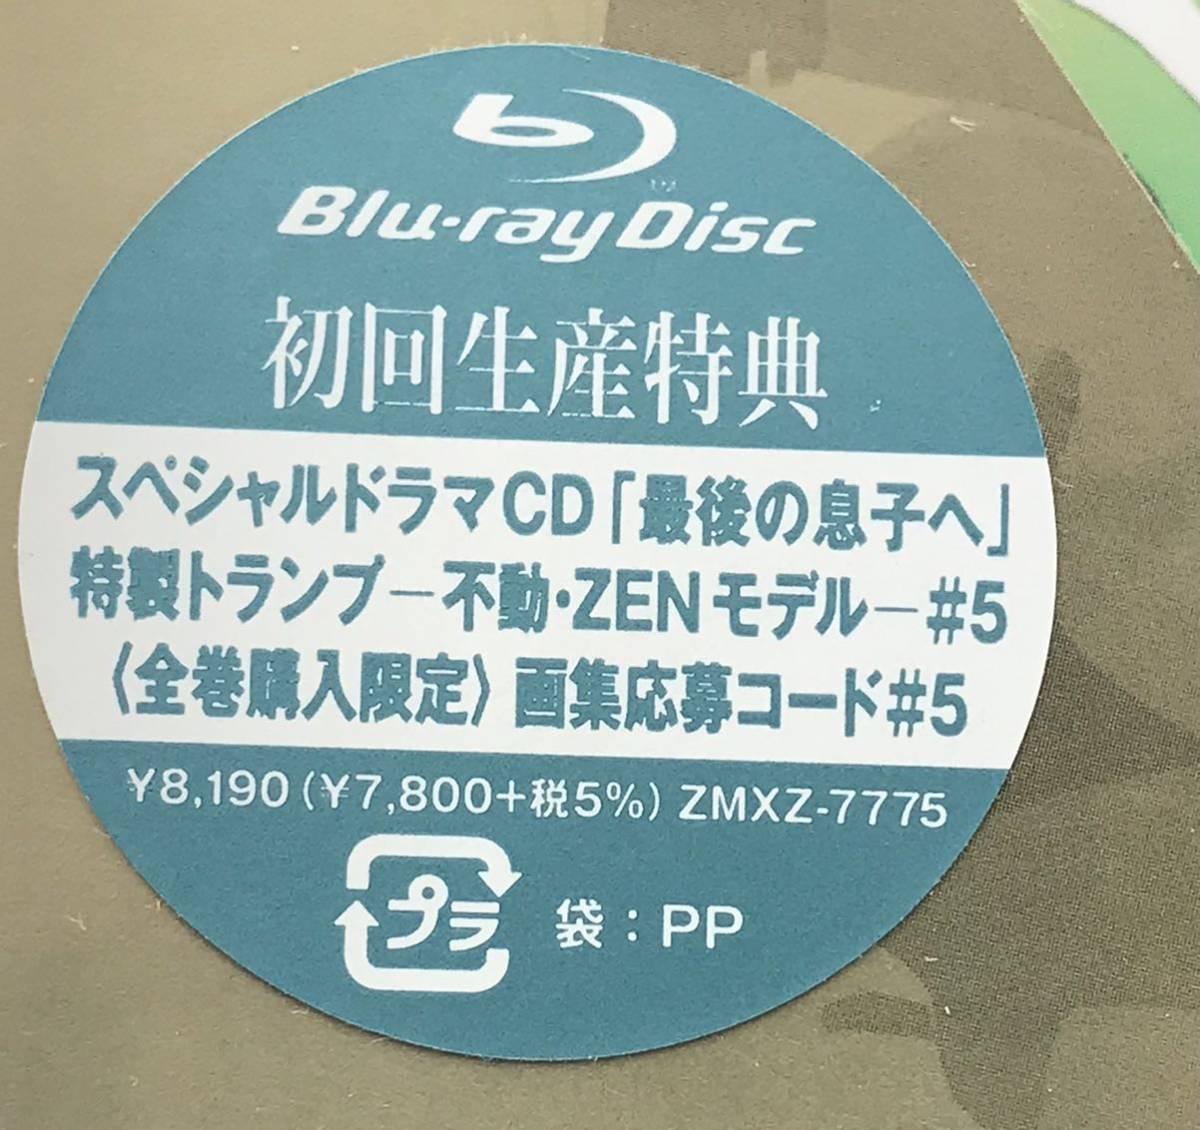 Blu-ray Disc
TM
初回生産特典
スペシャルドラマCD「最後の息子へ」
特製トランプ－不動・ZENモデル－#5
〈全巻購入限定〉画集応募コード#5
¥8,190(¥7,800+税5%) ZMXZ-7775
プラ 袋：PP